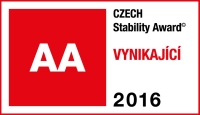 CZECH
Stability Award©
AA
VYNIKAJÍCÍ
2016